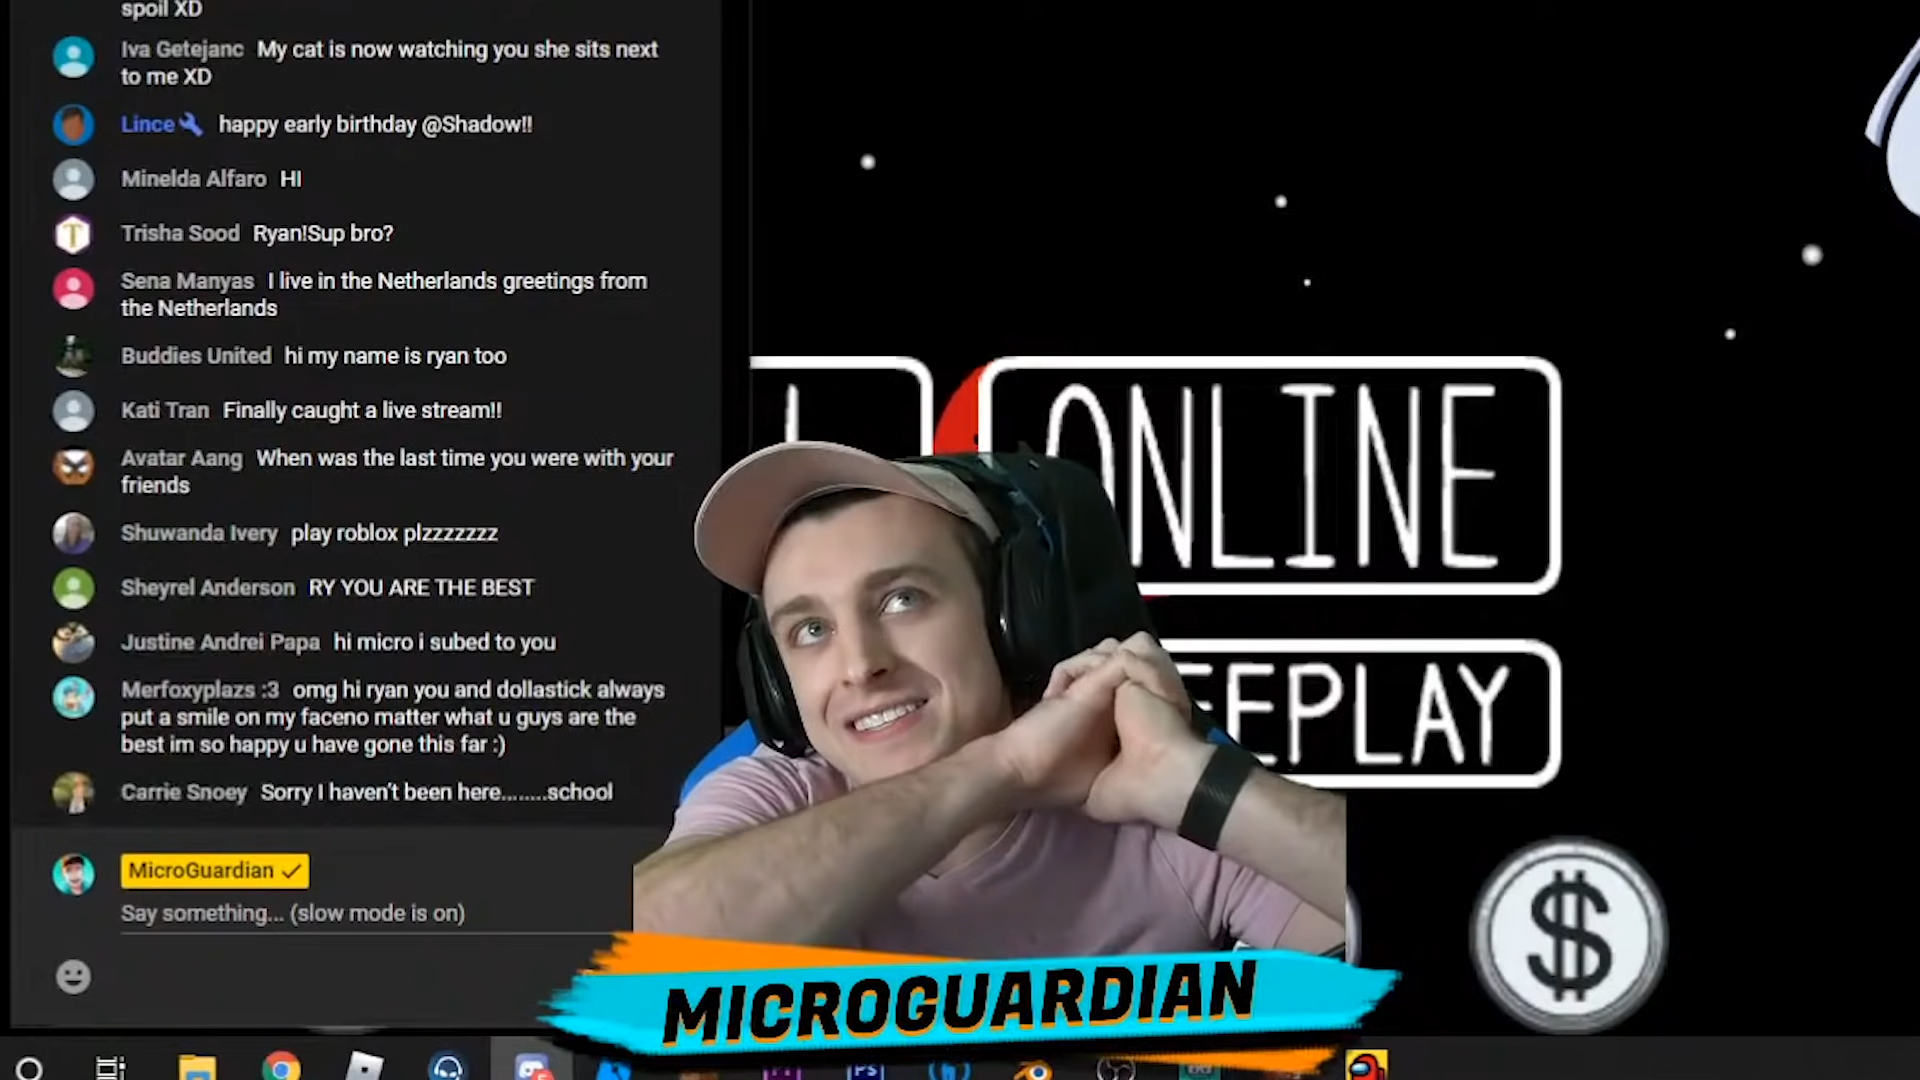 spoil XD
Iva Getejanc My cat is now watching you she sits next
to me XD
Lince happy early birthday @Shadow!!
Minelda Alfaro HI
Trisha Sood Ryan!Sup bro?
Sena Manyas I live in the Netherlands greetings from
the Netherlands
Buddies United hi my name is ryan too
Kati Tran Finally caught a live stream!!
Avatar Aang When was the last time you were with your
friends
Shuwanda Ivery play roblox plzzzzzzz
Sheyrel Anderson RY YOU ARE THE BEST
Justine Andrei Papa hi micro i subed to you
Merfoxyplazs :3 omg hi ryan you and dollastick always
put a smile on my faceno matter what u guys are the
best im so happy u have gone this far :)
Carrie Snoey Sorry I haven't been here........school
MicroGuardian
Say something... (slow mode is on)
ONLINE
EEPLAY
$
MICROGUARDIAN
Ps